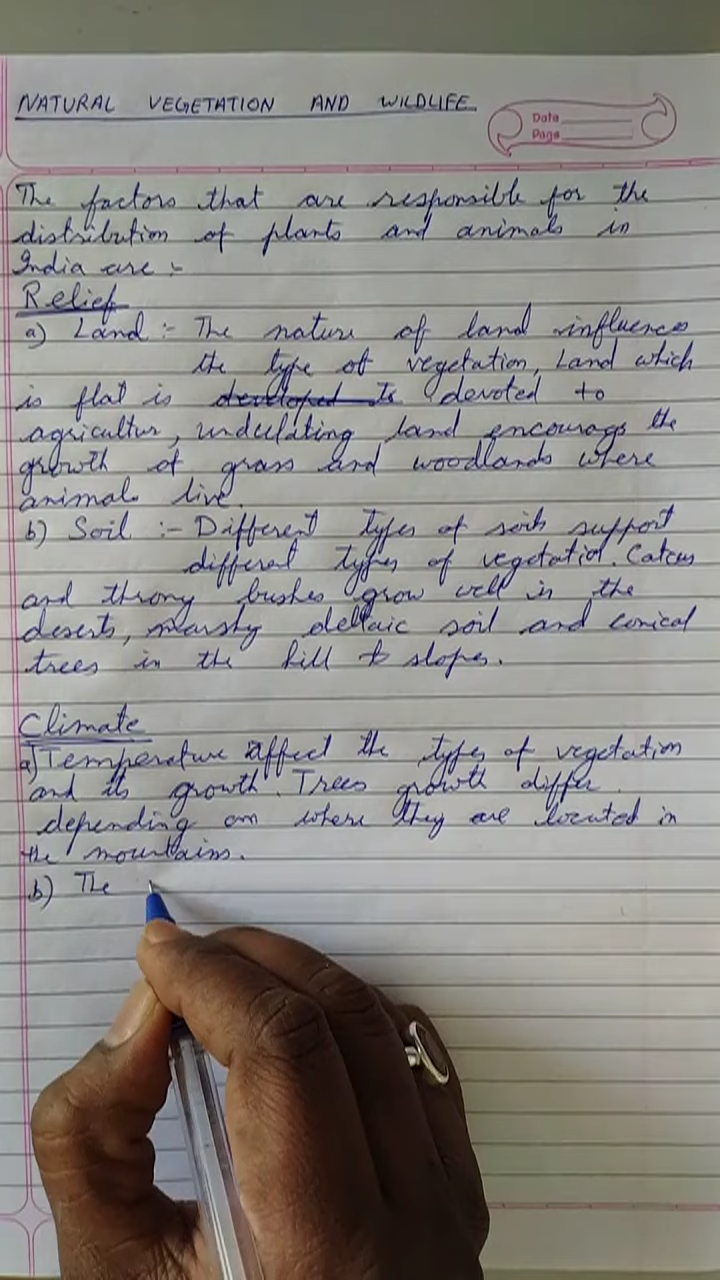 NATURAL VEGETATION AND WILDLIFE
Date
Page
The factors that are responsible for the
distribution of plants and animals in
India are :-
Relief
a) Land :- The nature of land influences
the type of vegetation, Land which
is flat is developed to devoted to
agricultur, undulating land encourags the
growth of grass and woodlands where
animals live.
b) Soil :- Different types of soils support
different types of vegetation. Catcus
and throny bushes grow well in the
deserts, marshy deltaic soil and conical
trees in the hill slopes.
Climate
a) Temperature affect the types of vegetation
and its growth. Trees growth differ
depending on where they are located in
the mountains.
b) The